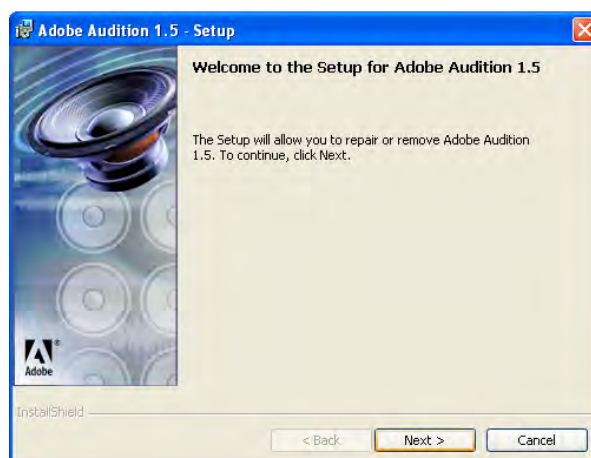 Adobe Audition 1.5 - Setup
Welcome to the Setup for Adobe Audition 1.5
The Setup will allow you to repair or remove Adobe Audition
1.5. To continue, click Next.
Adobe
InstallShield
< Back
Next >
Cancel